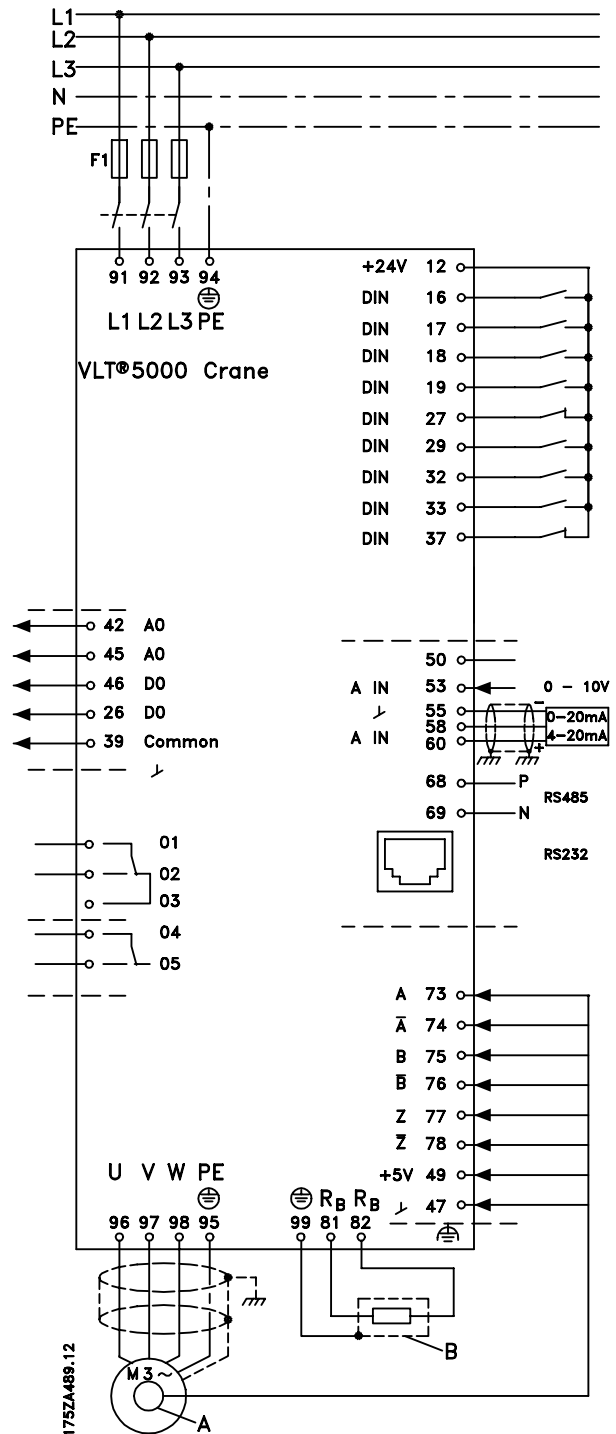 L1
L2
L3
N
PE
F1
91 92 93 94
L1 L2 L3 PE
VLT®5000 Crane
+24V 12
DIN 16
DIN 17
DIN 18
DIN 19
DIN 27
DIN 29
DIN 32
DIN 33
DIN 37
42 AO
45 AO
46 DO
26 DO
39 Common
50
A IN 53 0 - 10V
55 -
58 0-20mA
A IN 60 + 4-20mA
68 P
RS485
69 N
RS232
01
02
03
04
05
A 73
A̅ 74
B 75
B̅ 76
Z 77
Z̅ 78
+5V 49
47
U V W PE
96 97 98 95
RB RB
99 81 82
B
M 3 ~
A
175ZA489.12